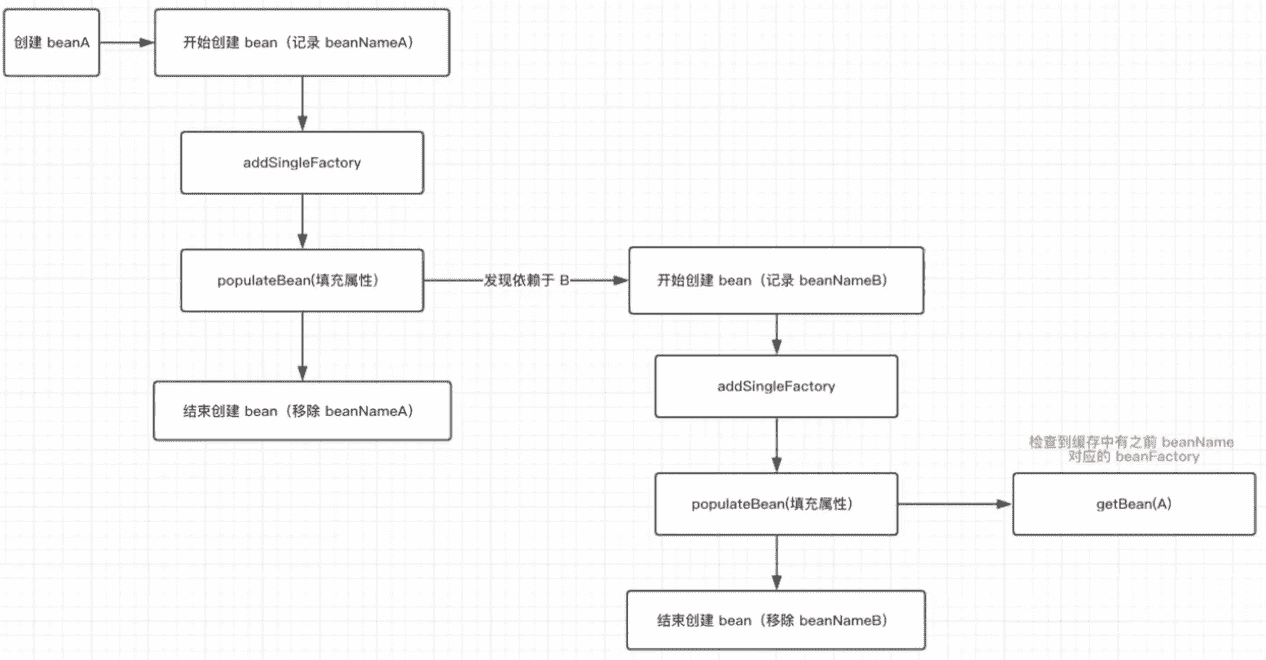 创建 beanA
开始创建 bean（记录 beanNameA）
addSingleFactory
populateBean(填充属性）
发现依赖于 B
结束创建 bean（移除 beanNameA）
开始创建 bean（记录 beanNameB）
addSingleFactory
populateBean(填充属性）
检查到缓存中有之前 beanName
对应的 beanFactory
getBean(A)
结束创建 bean（移除 beanNameB）